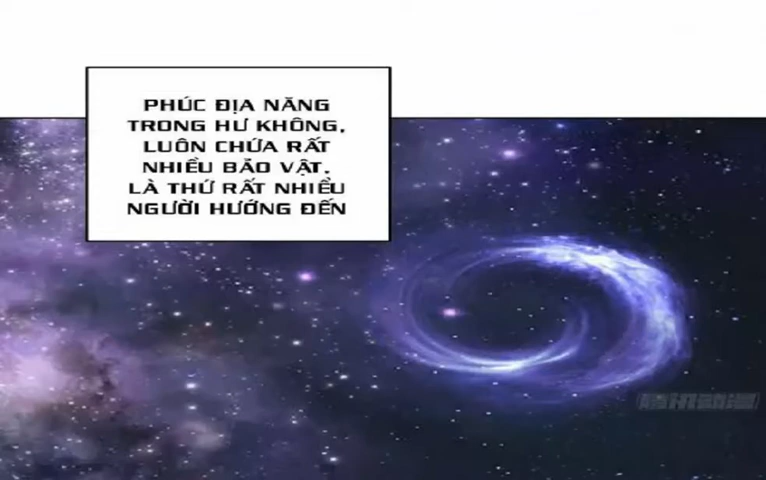 PHÚC ĐỊA NĂNG
TRONG HƯ KHÔNG,
LUÔN CHỨA RẤT
NHIỀU BẢO VẬT,
LÀ THỨ RẤT NHIỀU
NGƯỜI HƯỚNG ĐẾN